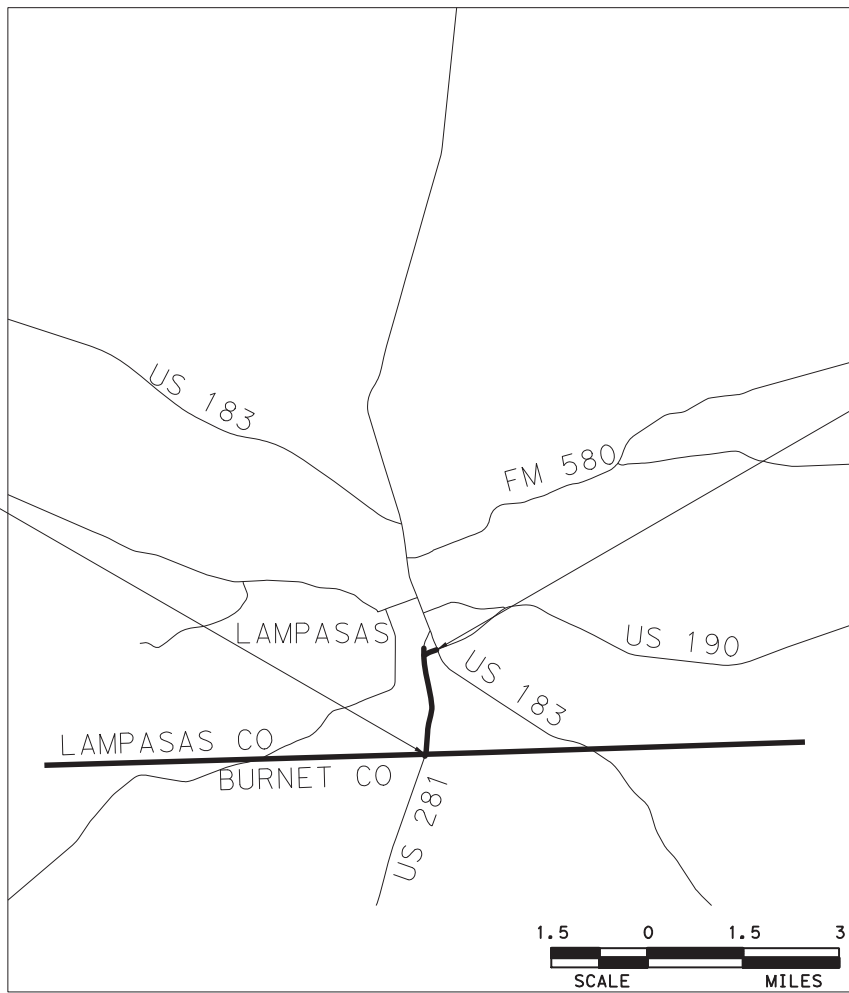 US 183
FM 580
LAMPASAS
US 190
US 183
LAMPASAS CO
BURNET CO
US 281
1.5 0 1.5 3
SCALE MILES